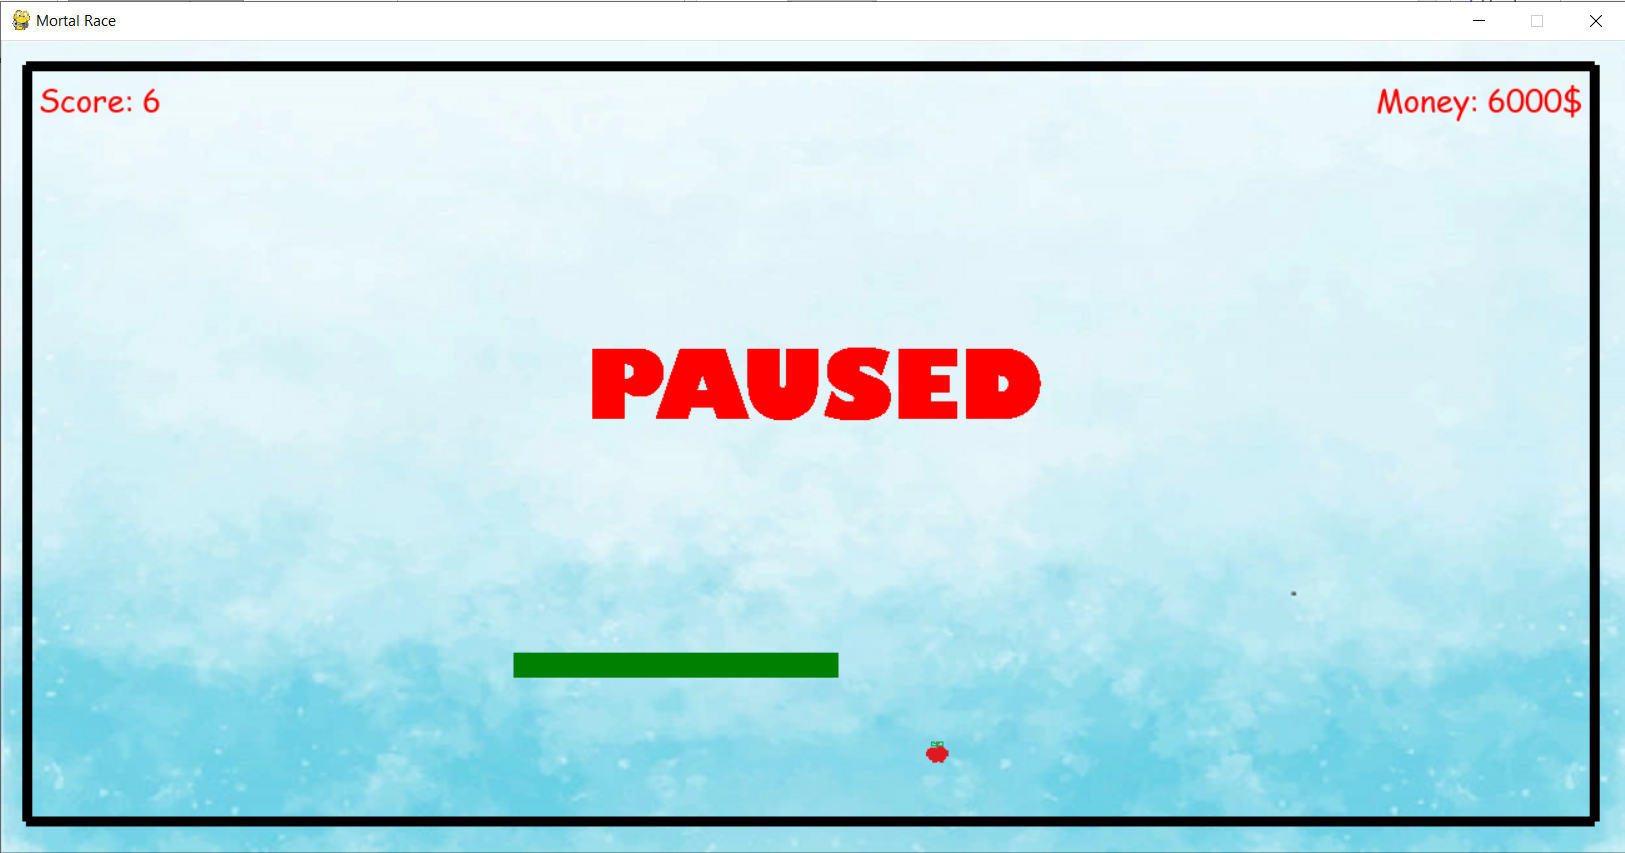 Mortal Race
Score: 6
Money: 6000$
PAUSED